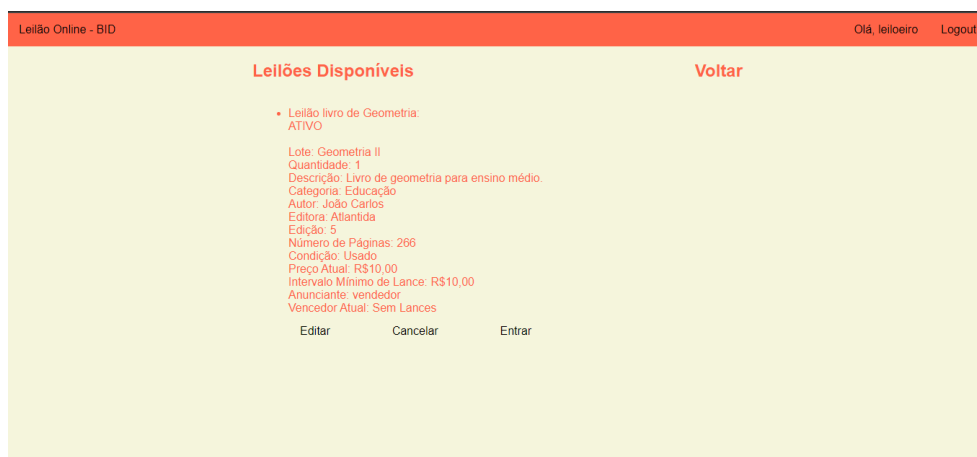 Leilão Online - BID
Olá, leiloeiro
Logout
Leilões Disponíveis
Voltar
Leilão livro de Geometria:
ATIVO
Lote: Geometria II
Quantidade: 1
Descrição: Livro de geometria para ensino médio.
Categoria: Educação
Autor: João Carlos
Editora: Atlantida
Edição: 5
Número de Páginas: 266
Condição: Usado
Preço Atual: R$10,00
Intervalo Mínimo de Lance: R$10,00
Anunciante: vendedor
Vencedor Atual: Sem Lances
Editar
Cancelar
Entrar